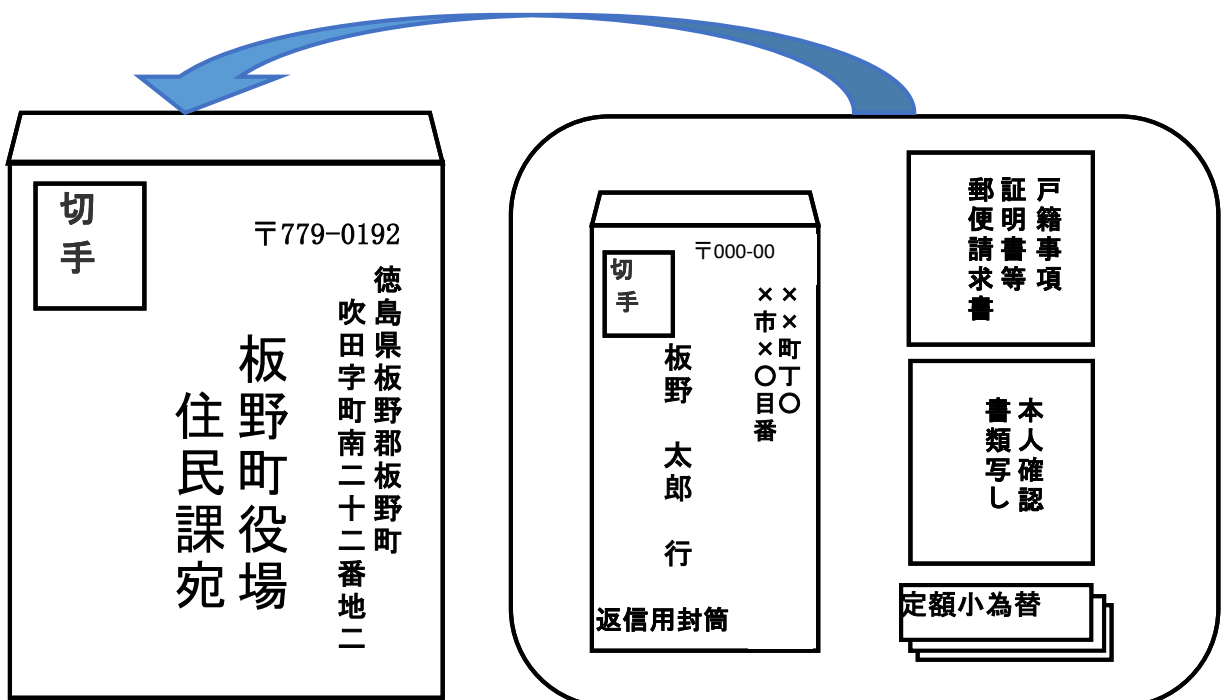 切手
〒779-0192
徳島県板野郡板野町
吹田字町南二十二番地二
板野町役場
住民課宛
〒000-00
切手
××町丁〇
×市×〇目番
板野　太郎　行
返信用封筒
戸籍事項
証明書等
郵便請求書
本人確認
書類写し
定額小為替